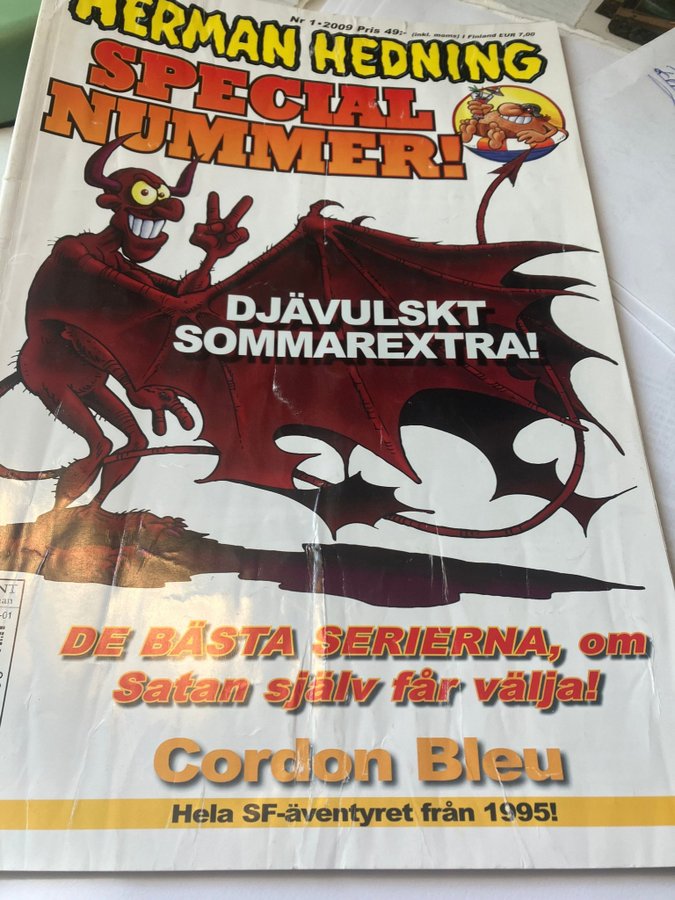 HERMAN HEDNING
Nr 1 • 2009 Pris 49:- (inkl. moms) i Finland EUR 7,00
SPECIAL
NUMMER!
DJÄVULSKT
SOMMAREXTRA!
DE BÄSTA SERIERNA, om
Satan själv får välja!
Cordon Bleu
Hela SF-äventyret från 1995!